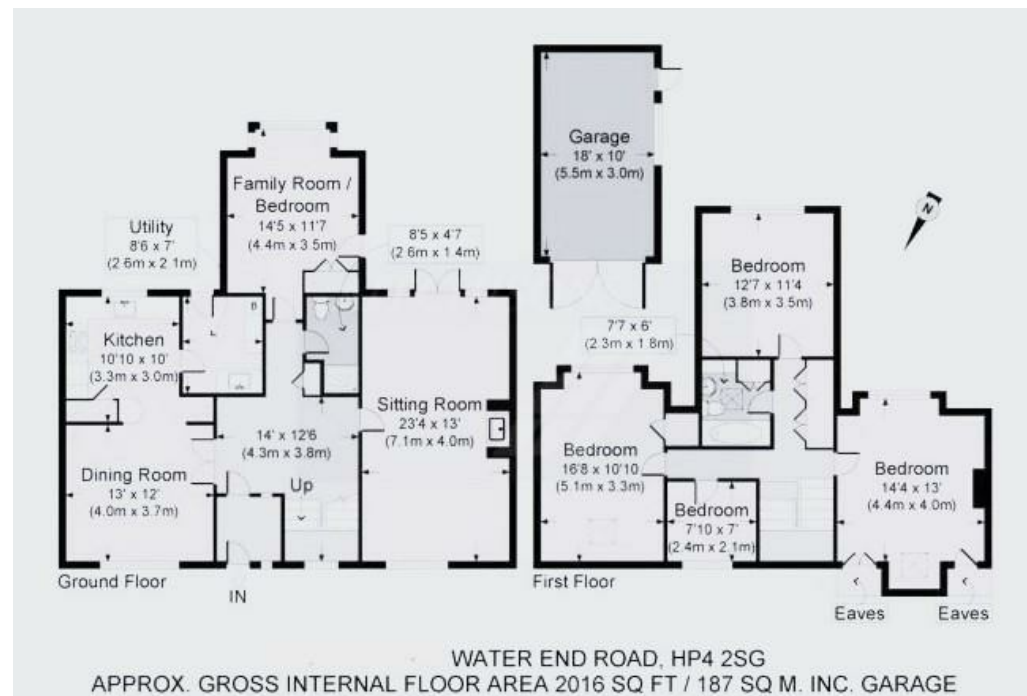 Garage
18' x 10'
(5.5m x 3.0m)
N
Family Room /
Bedroom
14'5 x 11'7
(4.4m x 3.5m)
Utility
8'6 x 7'
(2.6m x 2.1m)
8'5 x 4'7
(2.6m x 1.4m)
Bedroom
12'7 x 11'4
(3.8m x 3.5m)
B
Kitchen
10'10 x 10'
(3.3m x 3.0m)
7'7 x 6'
(2.3m x 1.8m)
Sitting Room
23'4 x 13'
(7.1m x 4.0m)
14' x 12'6
(4.3m x 3.8m)
Up
Dining Room
13' x 12'
(4.0m x 3.7m)
Bedroom
16'8 x 10'10
(5.1m x 3.3m)
Bedroom
7'10 x 7'
(2.4m x 2.1m)
Bedroom
14'4 x 13'
(4.4m x 4.0m)
Ground Floor
IN
First Floor
Eaves
Eaves
WATER END ROAD, HP4 2SG
APPROX. GROSS INTERNAL FLOOR AREA 2016 SQ FT / 187 SQ M. INC. GARAGE